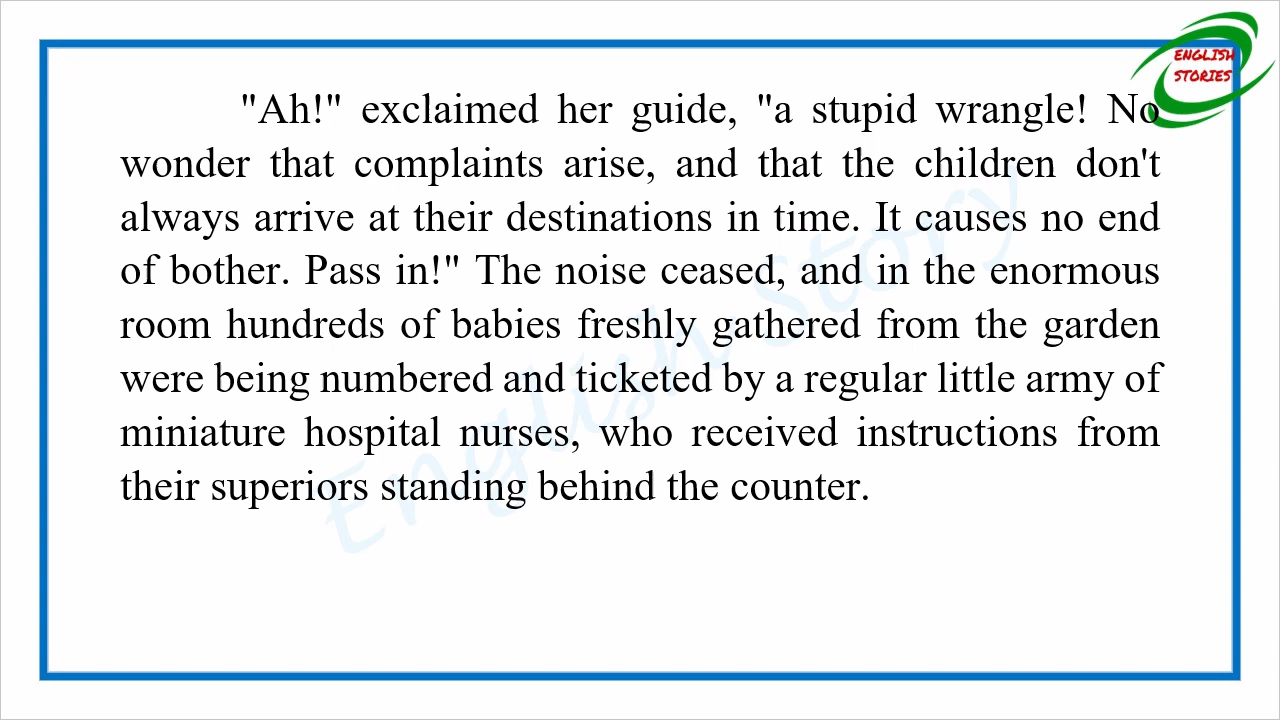 ENGLISH
STORIES
"Ah!" exclaimed her guide, "a stupid wrangle! No
wonder that complaints arise, and that the children don't
always arrive at their destinations in time. It causes no end
of bother. Pass in!" The noise ceased, and in the enormous
room hundreds of babies freshly gathered from the garden
were being numbered and ticketed by a regular little army of
miniature hospital nurses, who received instructions from
their superiors standing behind the counter.
English Story